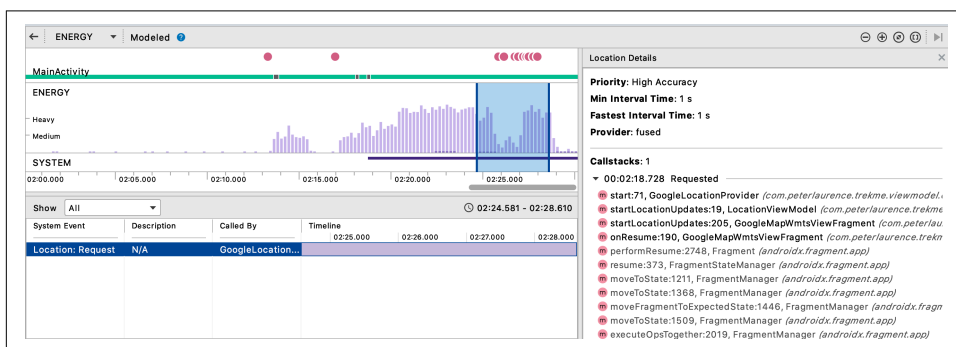 ← ENERGY ▼ Modeled ?
MainActivity
ENERGY
Heavy
Medium
SYSTEM
02:00.000 02:05.000 02:10.000 02:15.000 02:20.000 02:25.000
Show All 02:24.581 - 02:28.610
System Event Description Called By Timeline
02:25.000 02:26.000 02:27.000 02:28.000
Location: Request N/A GoogleLocation...
Location Details
Priority: High Accuracy
Min Interval Time: 1 s
Fastest Interval Time: 1 s
Provider: fused
Callstacks: 1
00:02:18.728 Requested
m start:71, GoogleLocationProvider (com.peterlaurence.trekme.viewmodel.
m startLocationUpdates:19, LocationViewModel (com.peterlaurence.trekme
m startLocationUpdates:205, GoogleMapWmtsViewFragment (com.peterlau
m onResume:190, GoogleMapWmtsViewFragment (com.peterlaurence.trekn
m performResume:2748, Fragment (androidx.fragment.app)
m resume:373, FragmentStateManager (androidx.fragment.app)
m moveToState:1211, FragmentManager (androidx.fragment.app)
m moveToState:1368, FragmentManager (androidx.fragment.app)
m moveFragmentToExpectedState:1446, FragmentManager (androidx.fragm
m moveToState:1509, FragmentManager (androidx.fragment.app)
m executeOpsTogether:2019, FragmentManager (androidx.fragment.app)